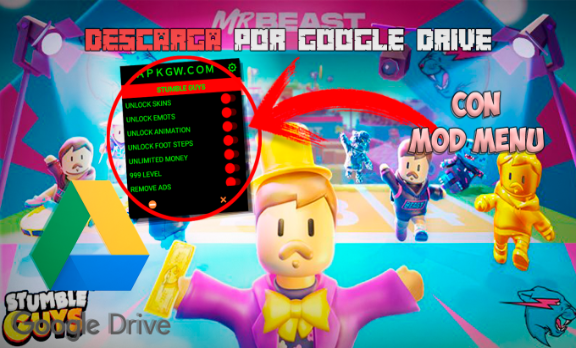 MRBEAST
DESCARGA POR GOOGLE DRIVE
APKGW.COM
STUMBLE GUYS
UNLOCK SKINS
UNLOCK EMOTS
UNLOCK ANIMATION
UNLOCK FOOT STEPS
UNLIMITED MONEY
999 LEVEL
REMOVE ADS
CON
MOD MENU
STUMBLE
GUYS
Google Drive